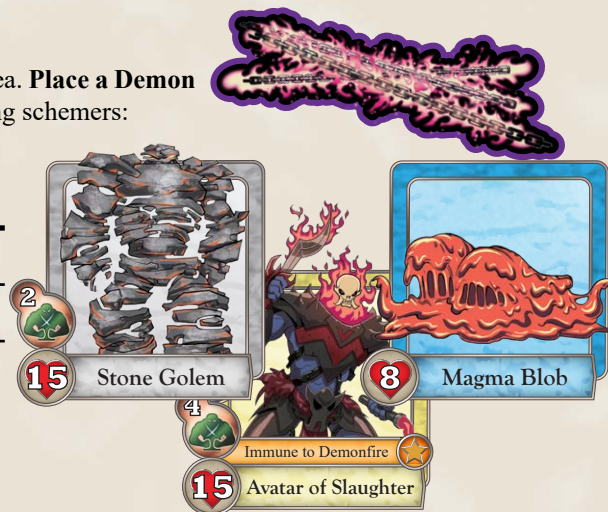 ea. Place a Demon
ng schemers:
2
15
Stone Golem
8
Magma Blob
4
Immune to Demonfire
15
Avatar of Slaughter